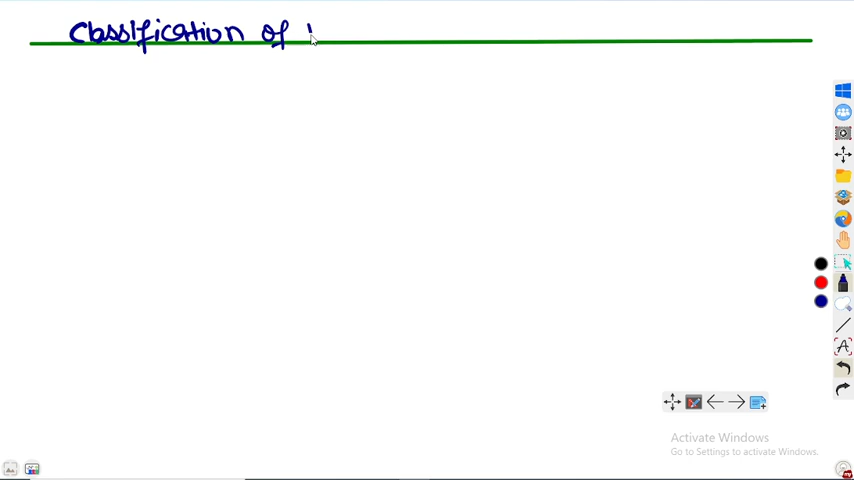 Classification of
Activate Windows
Go to Settings to activate Windows.